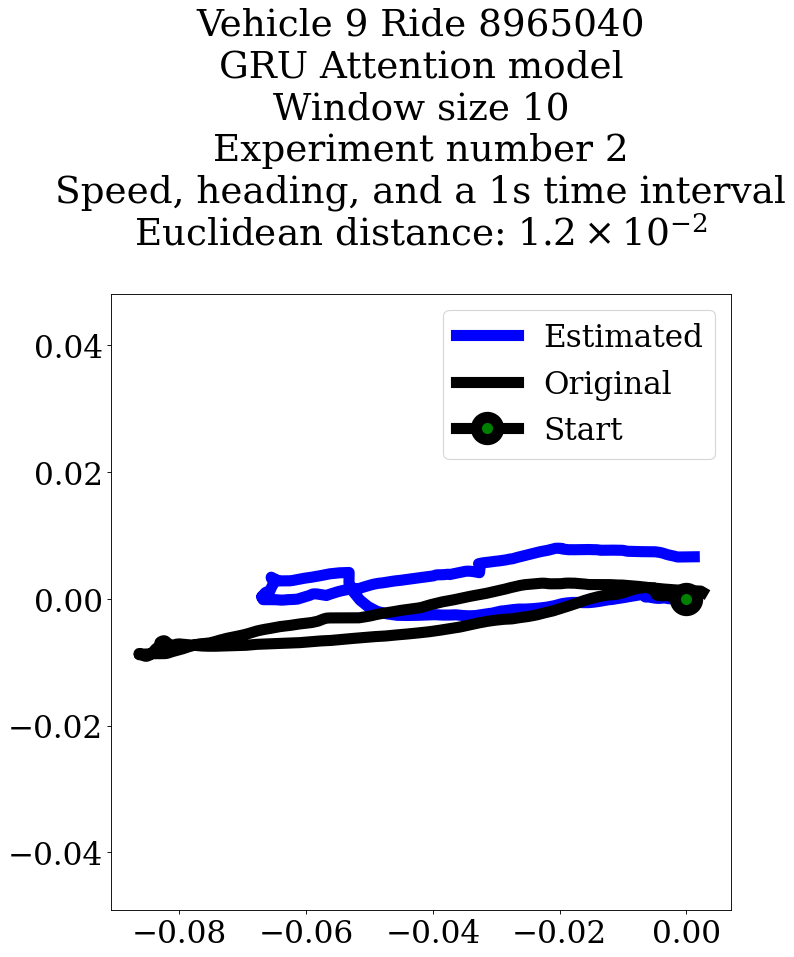 Vehicle 9 Ride 8965040
GRU Attention model
Window size 10
Experiment number 2
Speed, heading, and a 1s time interval
Euclidean distance: 1.2 × 10⁻²
Estimated
Original
Start
0.04
0.02
0.00
−0.02
−0.04
−0.08 −0.06 −0.04 −0.02 0.00